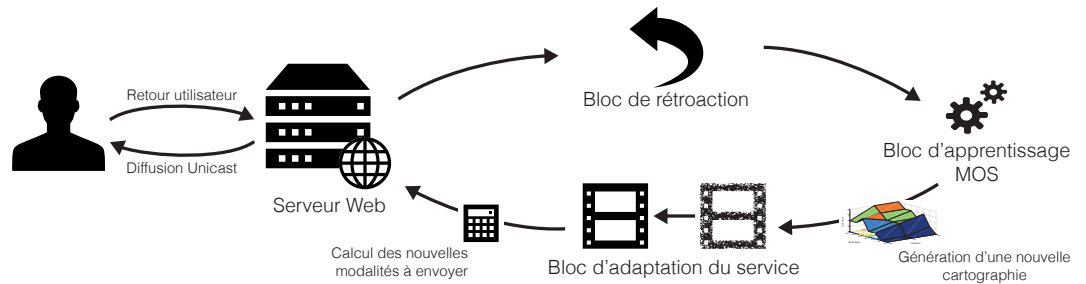 Retour utilisateur
Diffusion Unicast
Serveur Web
Bloc de rétroaction
Bloc d'apprentissage
MOS
Génération d'une nouvelle
cartographie
Bloc d'adaptation du service
Calcul des nouvelles
modalités à envoyer